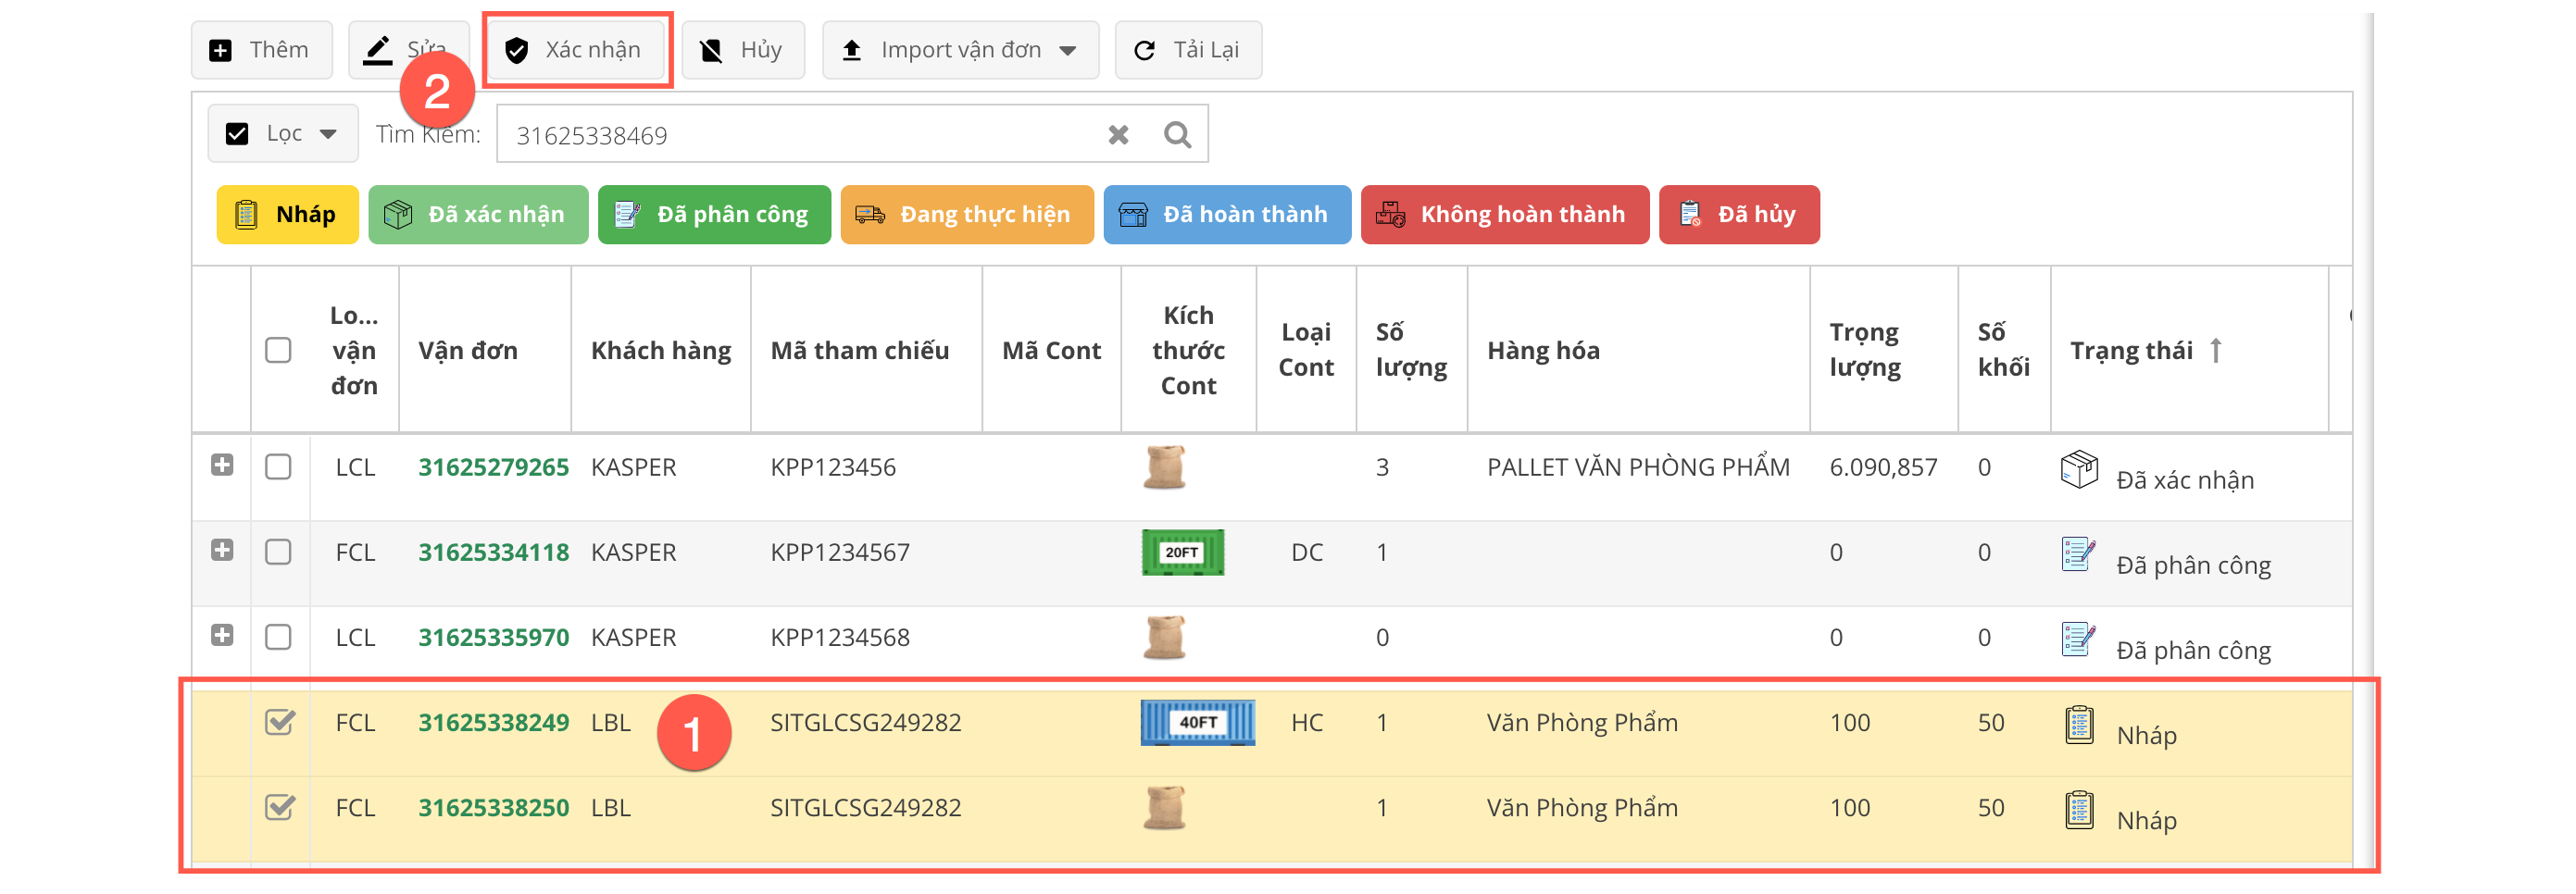 Thêm Sửa Xác nhận Hủy Import vận đơn Tải Lại
2
Lọc Tìm Kiếm: 31625338469
Nháp Đã xác nhận Đã phân công Đang thực hiện Đã hoàn thành Không hoàn thành Đã hủy
Lo... vận đơn Vận đơn Khách hàng Mã tham chiếu Mã Cont Kích thước Cont Loại Cont Số lượng Hàng hóa Trọng lượng Số khối Trạng thái
LCL 31625279265 KASPER KPP123456 3 PALLET VĂN PHÒNG PHẨM 6.090,857 0 Đã xác nhận
FCL 31625334118 KASPER KPP1234567 20FT DC 1 0 0 Đã phân công
LCL 31625335970 KASPER KPP1234568 0 0 0 Đã phân công
FCL 31625338249 LBL 1 SITGLCSG249282 40FT HC 1 Văn Phòng Phẩm 100 50 Nháp
FCL 31625338250 LBL SITGLCSG249282 1 Văn Phòng Phẩm 100 50 Nháp